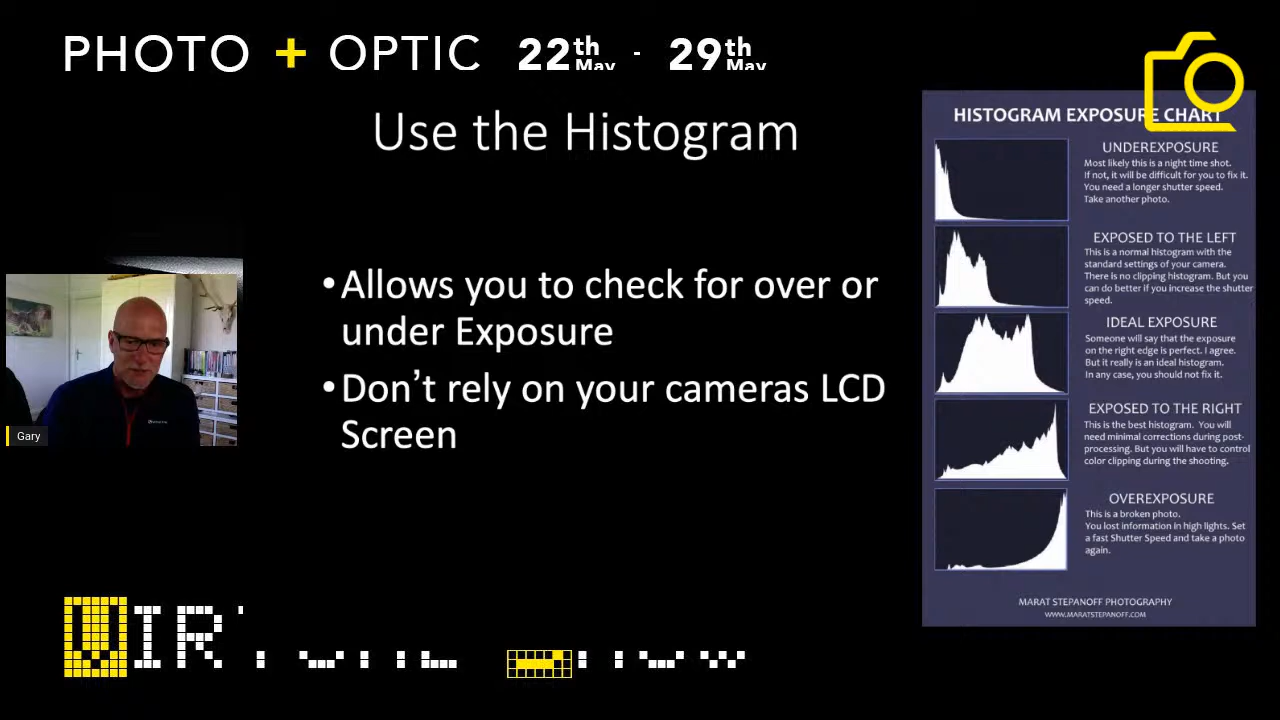 PHOTO + OPTIC 22th May - 29th May
Use the Histogram
•Allows you to check for over or
under Exposure
•Don’t rely on your cameras LCD
Screen
Gary
HISTOGRAM EXPOSURE CHART
UNDEREXPOSURE
Most likely this is a night time shot.
If not, it will be difficult for you to fix it.
You need a longer shutter speed.
Take another photo.
EXPOSED TO THE LEFT
This is a normal histogram with the
standard settings of your camera.
There is no clipping histogram. But you
can do better if you increase the shutter
speed.
IDEAL EXPOSURE
Someone will say that the exposure
on the right edge is perfect. I agree.
But it really is an ideal histogram.
In any case, you should not fix it.
EXPOSED TO THE RIGHT
This is the best histogram. You will
need minimal corrections during post-
processing. But you will have to control
color clipping during the shooting.
OVEREXPOSURE
This is a broken photo.
You lost information in high lights. Set
a fast Shutter Speed and take a photo
again.
MARAT STEPANOFF PHOTOGRAPHY
WWW.MARATSTEPANOFF.COM